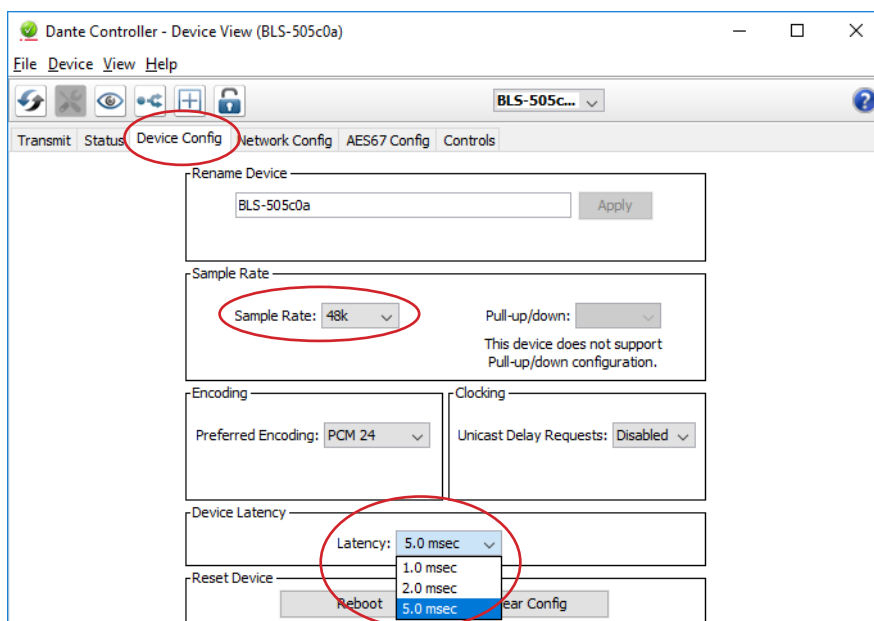 Dante Controller - Device View (BLS-505c0a)
File Device View Help
BLS-505c...
Transmit Status Device Config Network Config AES67 Config Controls
Rename Device
BLS-505c0a Apply
Sample Rate
Sample Rate: 48k Pull-up/down:
This device does not support
Pull-up/down configuration.
Encoding Clocking
Preferred Encoding: PCM 24 Unicast Delay Requests: Disabled
Device Latency
Latency: 5.0 msec
1.0 msec
Reset Device
2.0 msec
Reboot 5.0 msec ear Config